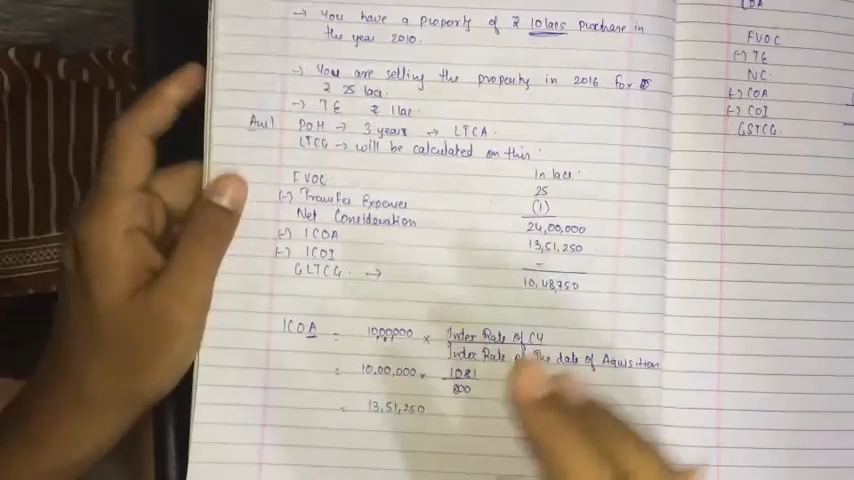 → You have a property of ₹ 10 lacs purchase in
the year 2010.
→ You are selling the property in 2016 for
₹ 25 lac.
→ TE ₹ 1 lac.
Ans! POH → 3 years → LTCA.
LTCG → will be calculated on this.
In lacs
FVOC 25
(-) Transfer Expenses (1)
Net Consideration 24,00,000
(-) ICOA 13,51,250
(-) ICOI -
GLTCG → 10,48,750
ICOA = 10,00,000 × Index Rate of CY
Index Rate of the date of Aqusition
= 10,00,000 × 1081
800
= 13,51,250
COA
FVOC
(-) TE
NC
(-) COA
(-) COI
GSTCG.